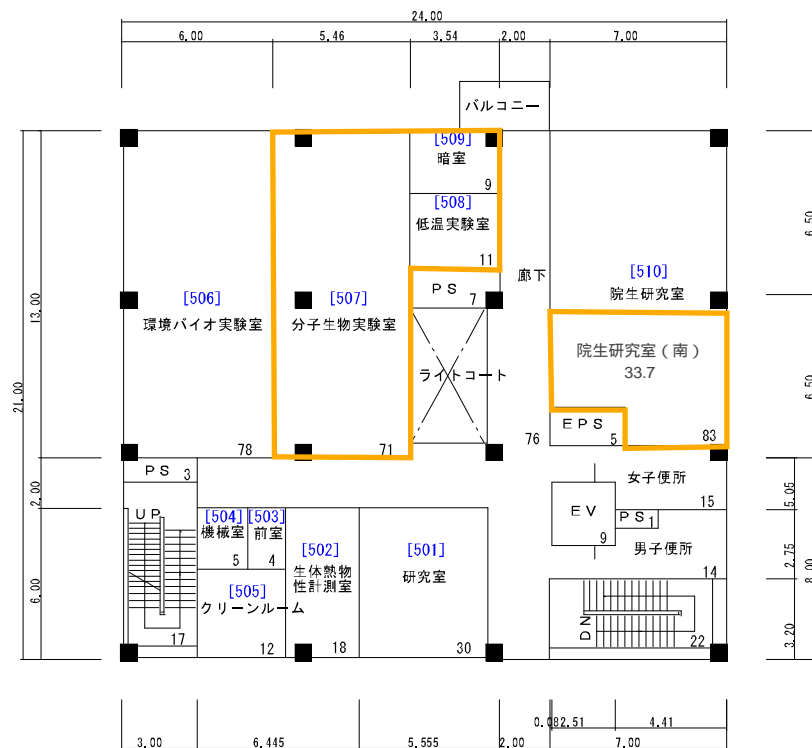 24.00
6.00
5.46
3.54
2.00
7.00
バルコニー
[509]
暗室
9
[508]
低温実験室
11
廊下
[510]
院生研究室
[506]
環境バイオ実験室
[507]
分子生物実験室
PS
7
6.50
13.00
21.00
院生研究室(南)
33.7
ライトコート
6.50
EPS
5
83
76
78
71
PS
3
女子便所
15
2.00
5.05
UP
[504]
機械室
5
[503]
前室
4
[502]
生体熱物
性計測室
[501]
研究室
EV
9
PS
1
男子便所
14
2.75
8.00
6.00
[505]
クリーンルーム
17
12
18
30
DN
22
3.20
0.08
2.51
4.41
3.00
6.445
5.555
2.00
7.00